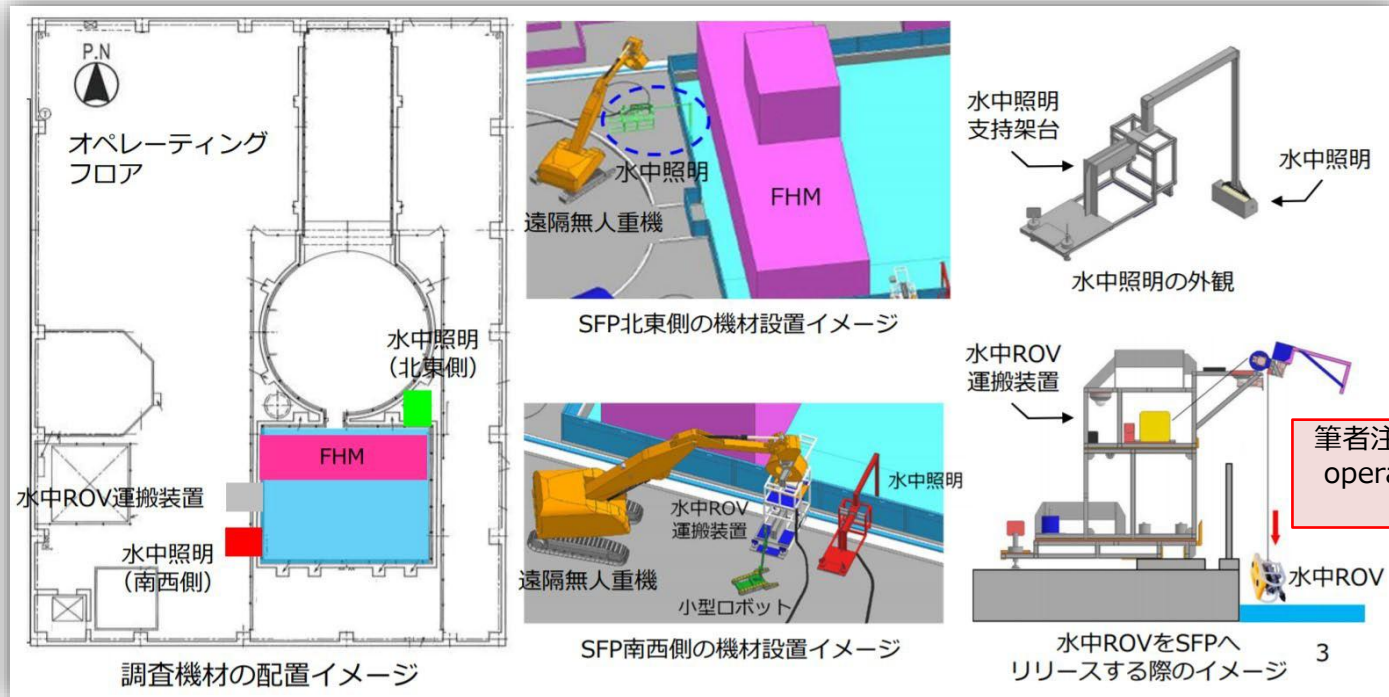 P.N
オペレーティング
フロア
水中照明
（北東側）
FHM
水中ROV運搬装置
水中照明
（南西側）
調査機材の配置イメージ
水中照明
遠隔無人重機
FHM
SFP北東側の機材設置イメージ
水中照明
水中ROV
運搬装置
遠隔無人重機
小型ロボット
SFP南西側の機材設置イメージ
水中照明
支持架台
水中照明
水中照明の外観
水中ROV
運搬装置
筆者注
opera
水中ROV
水中ROVをSFPへ
リリースする際のイメージ
3